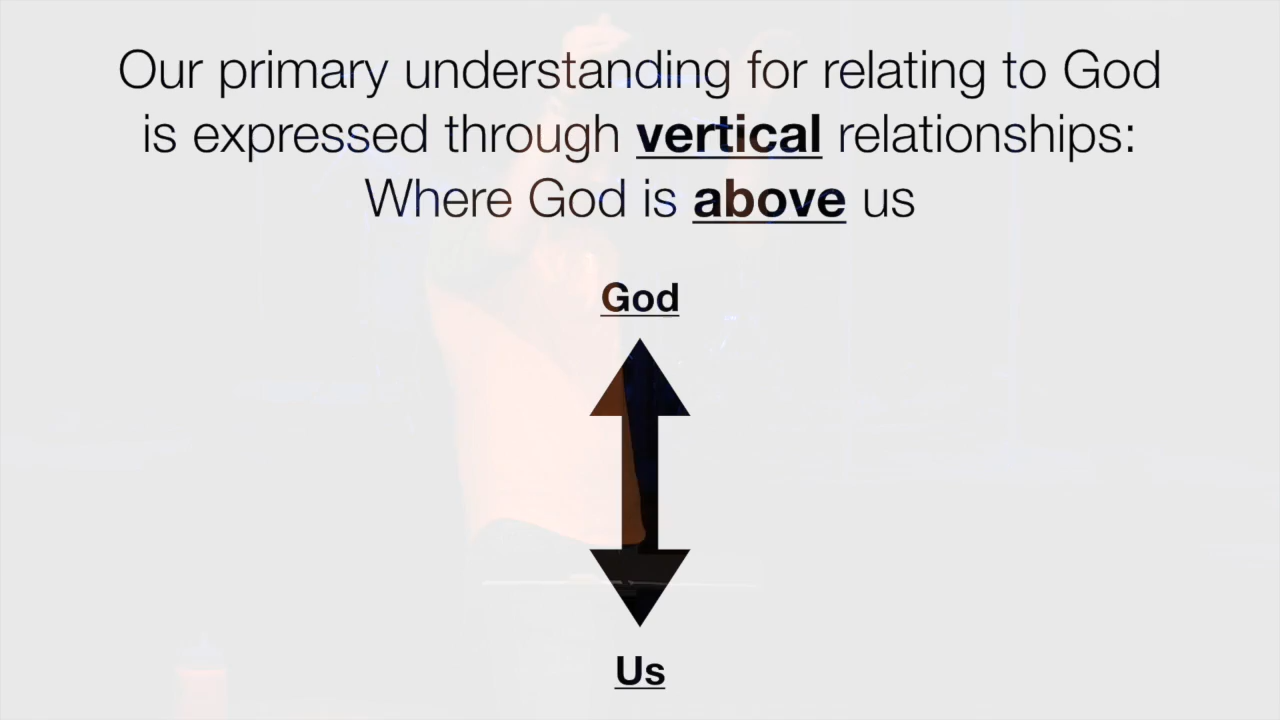 Our primary understanding for relating to God
is expressed through vertical relationships:
Where God is above us
God
Us